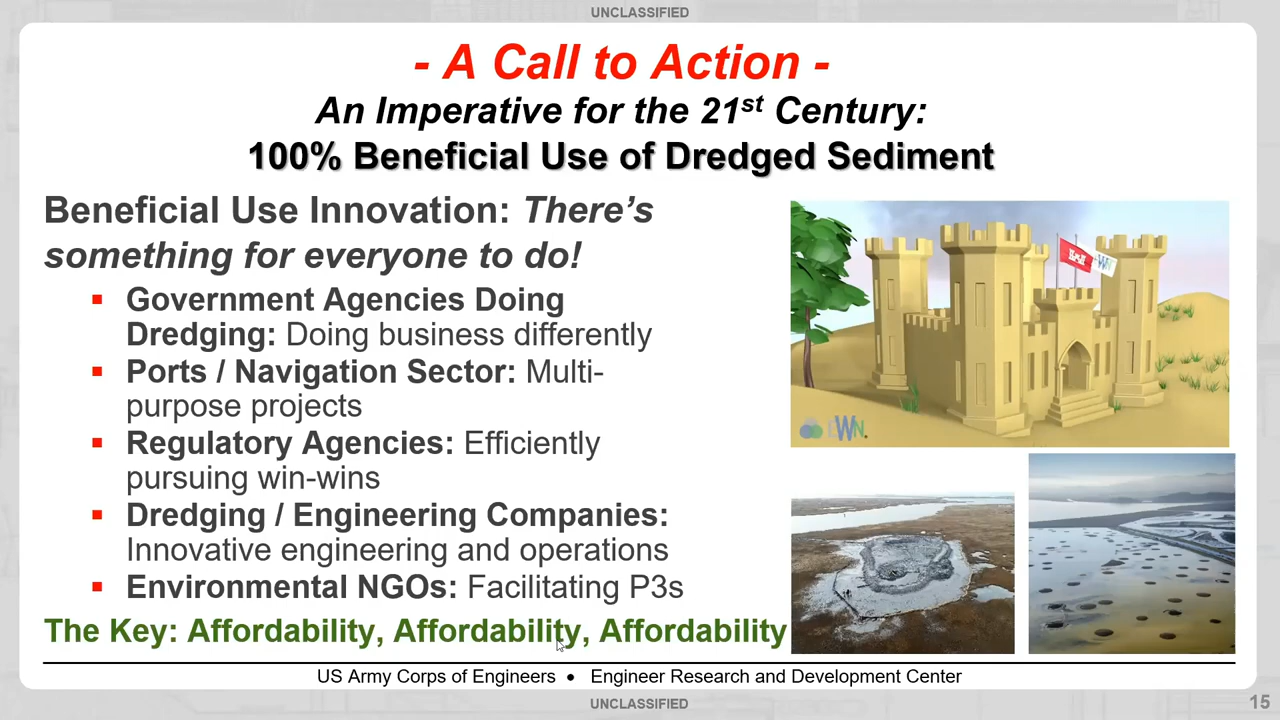 UNCLASSIFIED
- A Call to Action -
An Imperative for the 21st Century:
100% Beneficial Use of Dredged Sediment
Beneficial Use Innovation: There's
something for everyone to do!
▪ Government Agencies Doing
Dredging: Doing business differently
▪ Ports / Navigation Sector: Multi-
purpose projects
▪ Regulatory Agencies: Efficiently
pursuing win-wins
▪ Dredging / Engineering Companies:
Innovative engineering and operations
▪ Environmental NGOs: Facilitating P3s
The Key: Affordability, Affordability, Affordability
EWN.
US Army Corps of Engineers ● Engineer Research and Development Center
UNCLASSIFIED
15